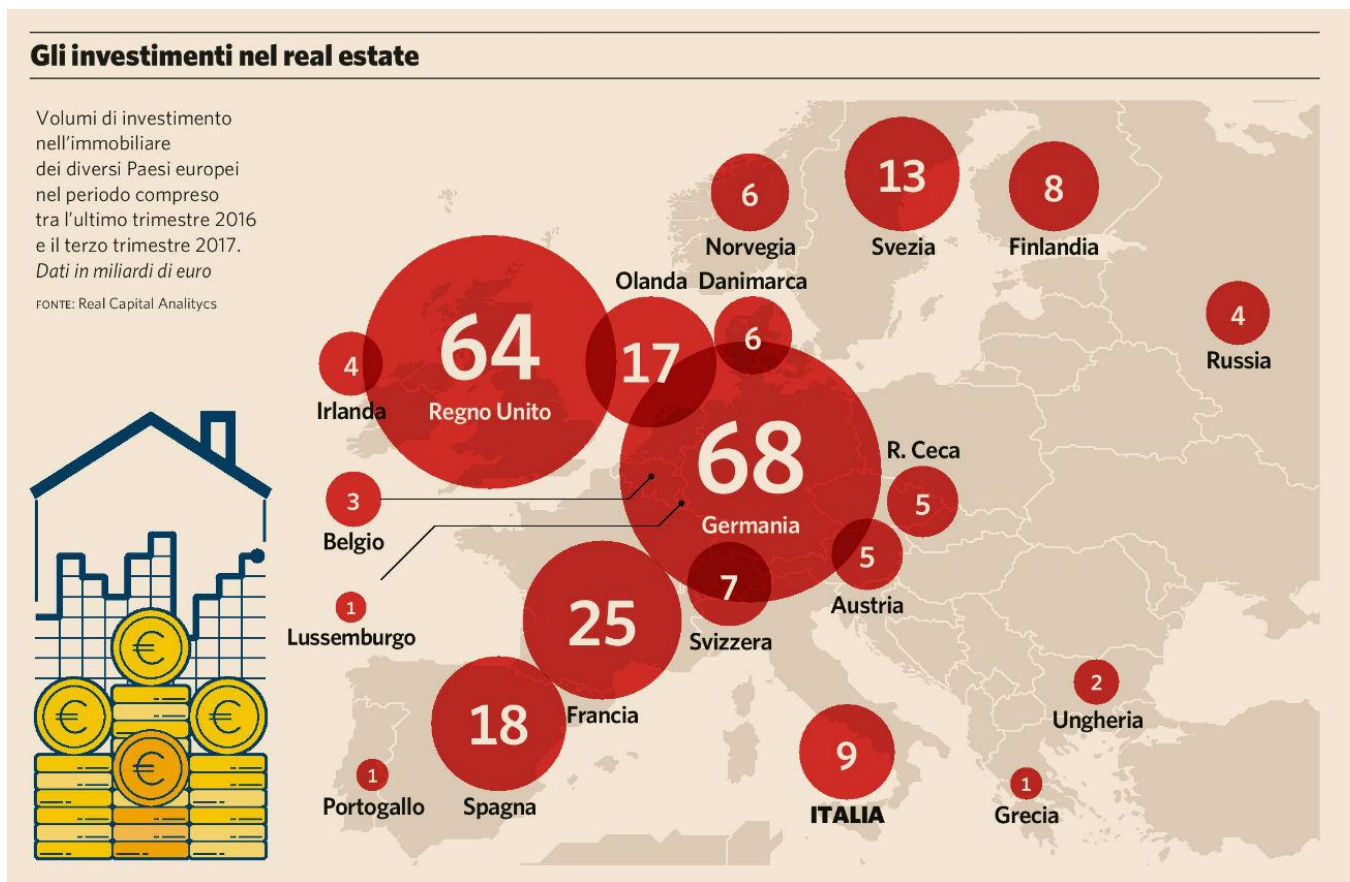 Gli investimenti nel real estate
Volumi di investimento
nell'immobiliare
dei diversi Paesi europei
nel periodo compreso
tra l'ultimo trimestre 2016
e il terzo trimestre 2017.
Dati in miliardi di euro
FONTE: Real Capital Analitycs
6
Norvegia
13
Svezia
8
Finlandia
Olanda
17
Danimarca
6
4
Russia
4
Irlanda
64
Regno Unito
68
Germania
R. Ceca
5
3
Belgio
5
Austria
7
Svizzera
1
Lussemburgo
25
Francia
18
Spagna
1
Portogallo
9
ITALIA
2
Ungheria
1
Grecia
€
€
€
€